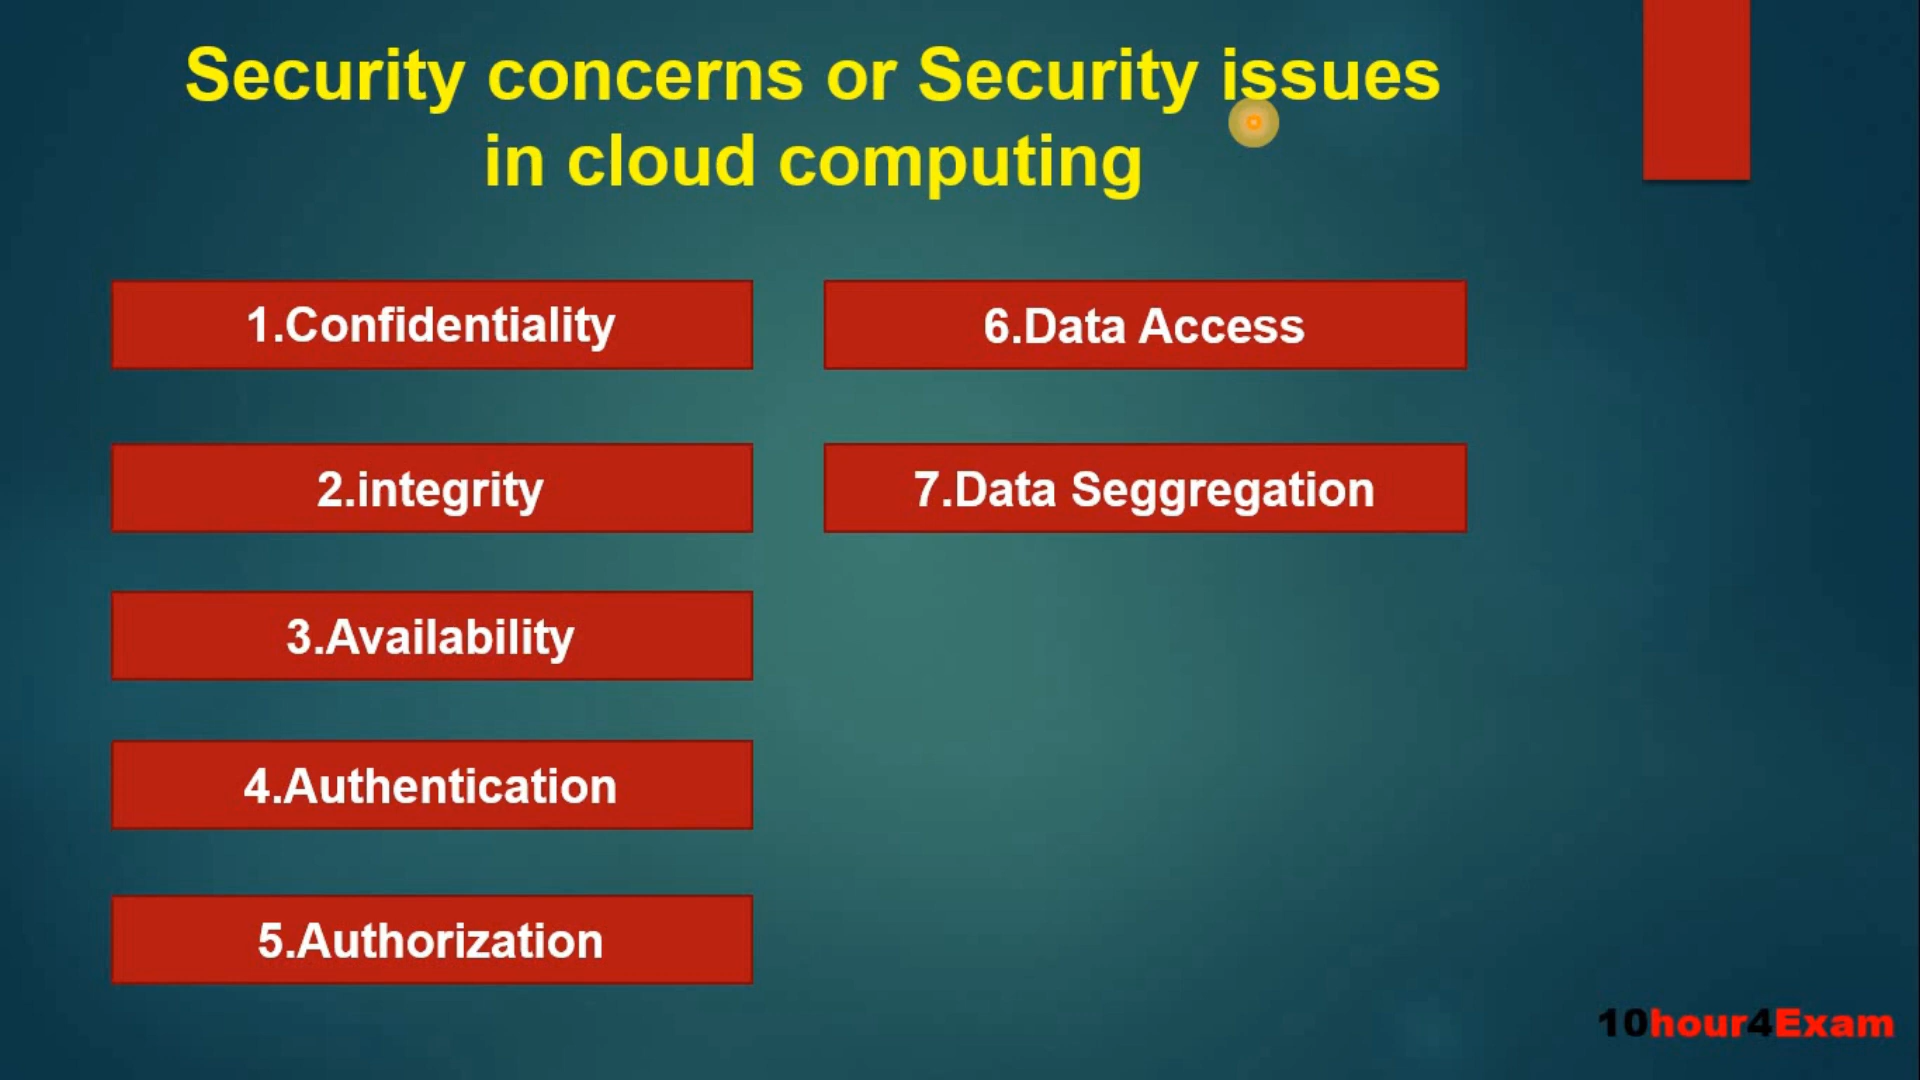 Security concerns or Security issues
in cloud computing
1.Confidentiality
2.integrity
3.Availability
4.Authentication
5.Authorization
6.Data Access
7.Data Seggregation
10hour4Exam